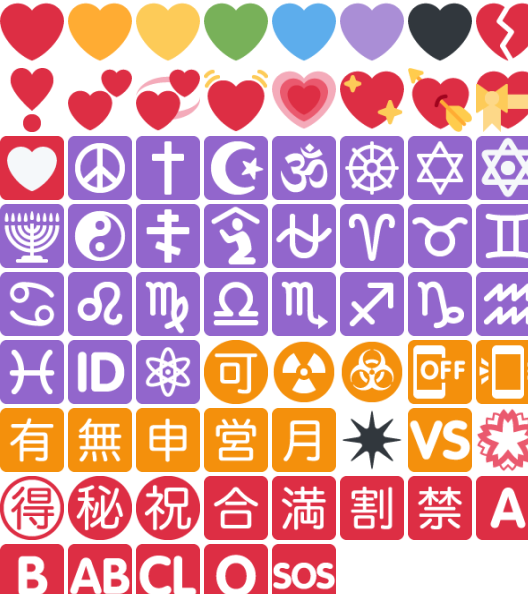 ID 可 OFF
有 無 申 営 月 VS
得 秘 祝 合 満 割 禁 A
B AB CL O SOS